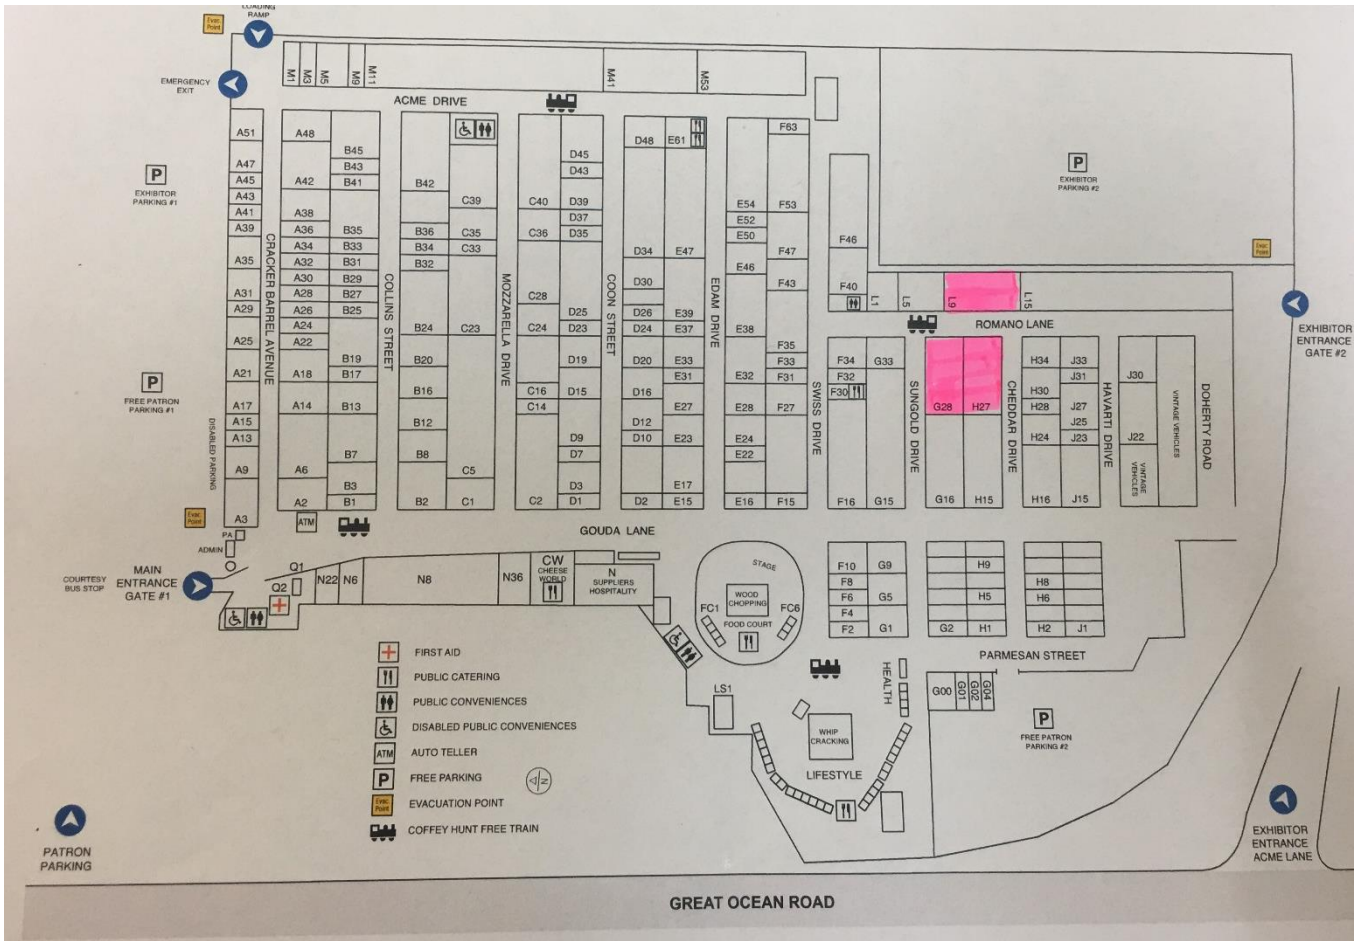 LOADING
RAMP
Evac
Point
EMERGENCY
EXIT
M1
M3
M5
M9
M11
M41
M53
ACME DRIVE
P
EXHIBITOR
PARKING #1
P
FREE PATRON
PARKING #1
DISABLED PARKING
Evac
Point
A51
A47
A45
A43
A41
A39
A35
A31
A29
A25
A21
A17
A15
A13
A9
A3
CRACKER BARREL AVENUE
A48
A42
A38
A36
A34
A32
A30
A28
A26
A24
A22
A18
A14
A6
A2
B45
B43
B41
B35
B33
B31
B29
B27
B25
B19
B17
B13
B7
B3
B1
COLLINS STREET
B42
B36
B34
B32
B24
B20
B16
B12
B8
B2
C39
C35
C33
C23
C5
C1
MOZZARELLA DRIVE
C40
C36
C28
C24
C16
C14
C2
D45
D43
D39
D37
D35
D25
D23
D19
D15
D9
D7
D3
D1
COON STREET
D48
D34
D30
D26
D24
D20
D16
D12
D10
D2
E61
E47
E39
E37
E33
E31
E27
E23
E17
E15
EDAM DRIVE
E54
E52
E50
E46
E38
E32
E28
E24
E22
E16
F63
F53
F47
F43
F35
F33
F31
F27
F15
SWISS DRIVE
F46
F40
L1
L5
L9
L15
ROMANO LANE
F34
F32
F30
F16
G33
G15
SUNGOLD DRIVE
G28
G16
H27
H15
CHEDDAR DRIVE
H34
H30
H28
H24
H16
J33
J31
J27
J25
J23
J15
HAVARTI DRIVE
J30
J22
VINTAGE
VEHICLES
VINTAGE VEHICLES
DOHERTY ROAD
P
EXHIBITOR
PARKING #2
Evac
Point
EXHIBITOR
ENTRANCE
GATE #2
ATM
GOUDA LANE
PA
ADMIN
MAIN
ENTRANCE
GATE #1
COURTESY
BUS STOP
Q1
Q2
N22
N6
N8
N36
CW
CHEESE
WORLD
N
SUPPLIERS
HOSPITALITY
STAGE
WOOD
CHOPPING
FC1
FC6
FOOD COURT
F10
F8
F6
F4
F2
G9
G5
G1
G2
H9
H5
H1
H8
H6
H2
J1
PARMESAN STREET
HEALTH
G00
G01
G02
G04
P
FREE PATRON
PARKING #2
LS1
WHIP
CRACKING
LIFESTYLE
FIRST AID
PUBLIC CATERING
PUBLIC CONVENIENCES
DISABLED PUBLIC CONVENIENCES
ATM
AUTO TELLER
P
FREE PARKING
N
Evac
Point
EVACUATION POINT
COFFEY HUNT FREE TRAIN
PATRON
PARKING
EXHIBITOR
ENTRANCE
ACME LANE
GREAT OCEAN ROAD